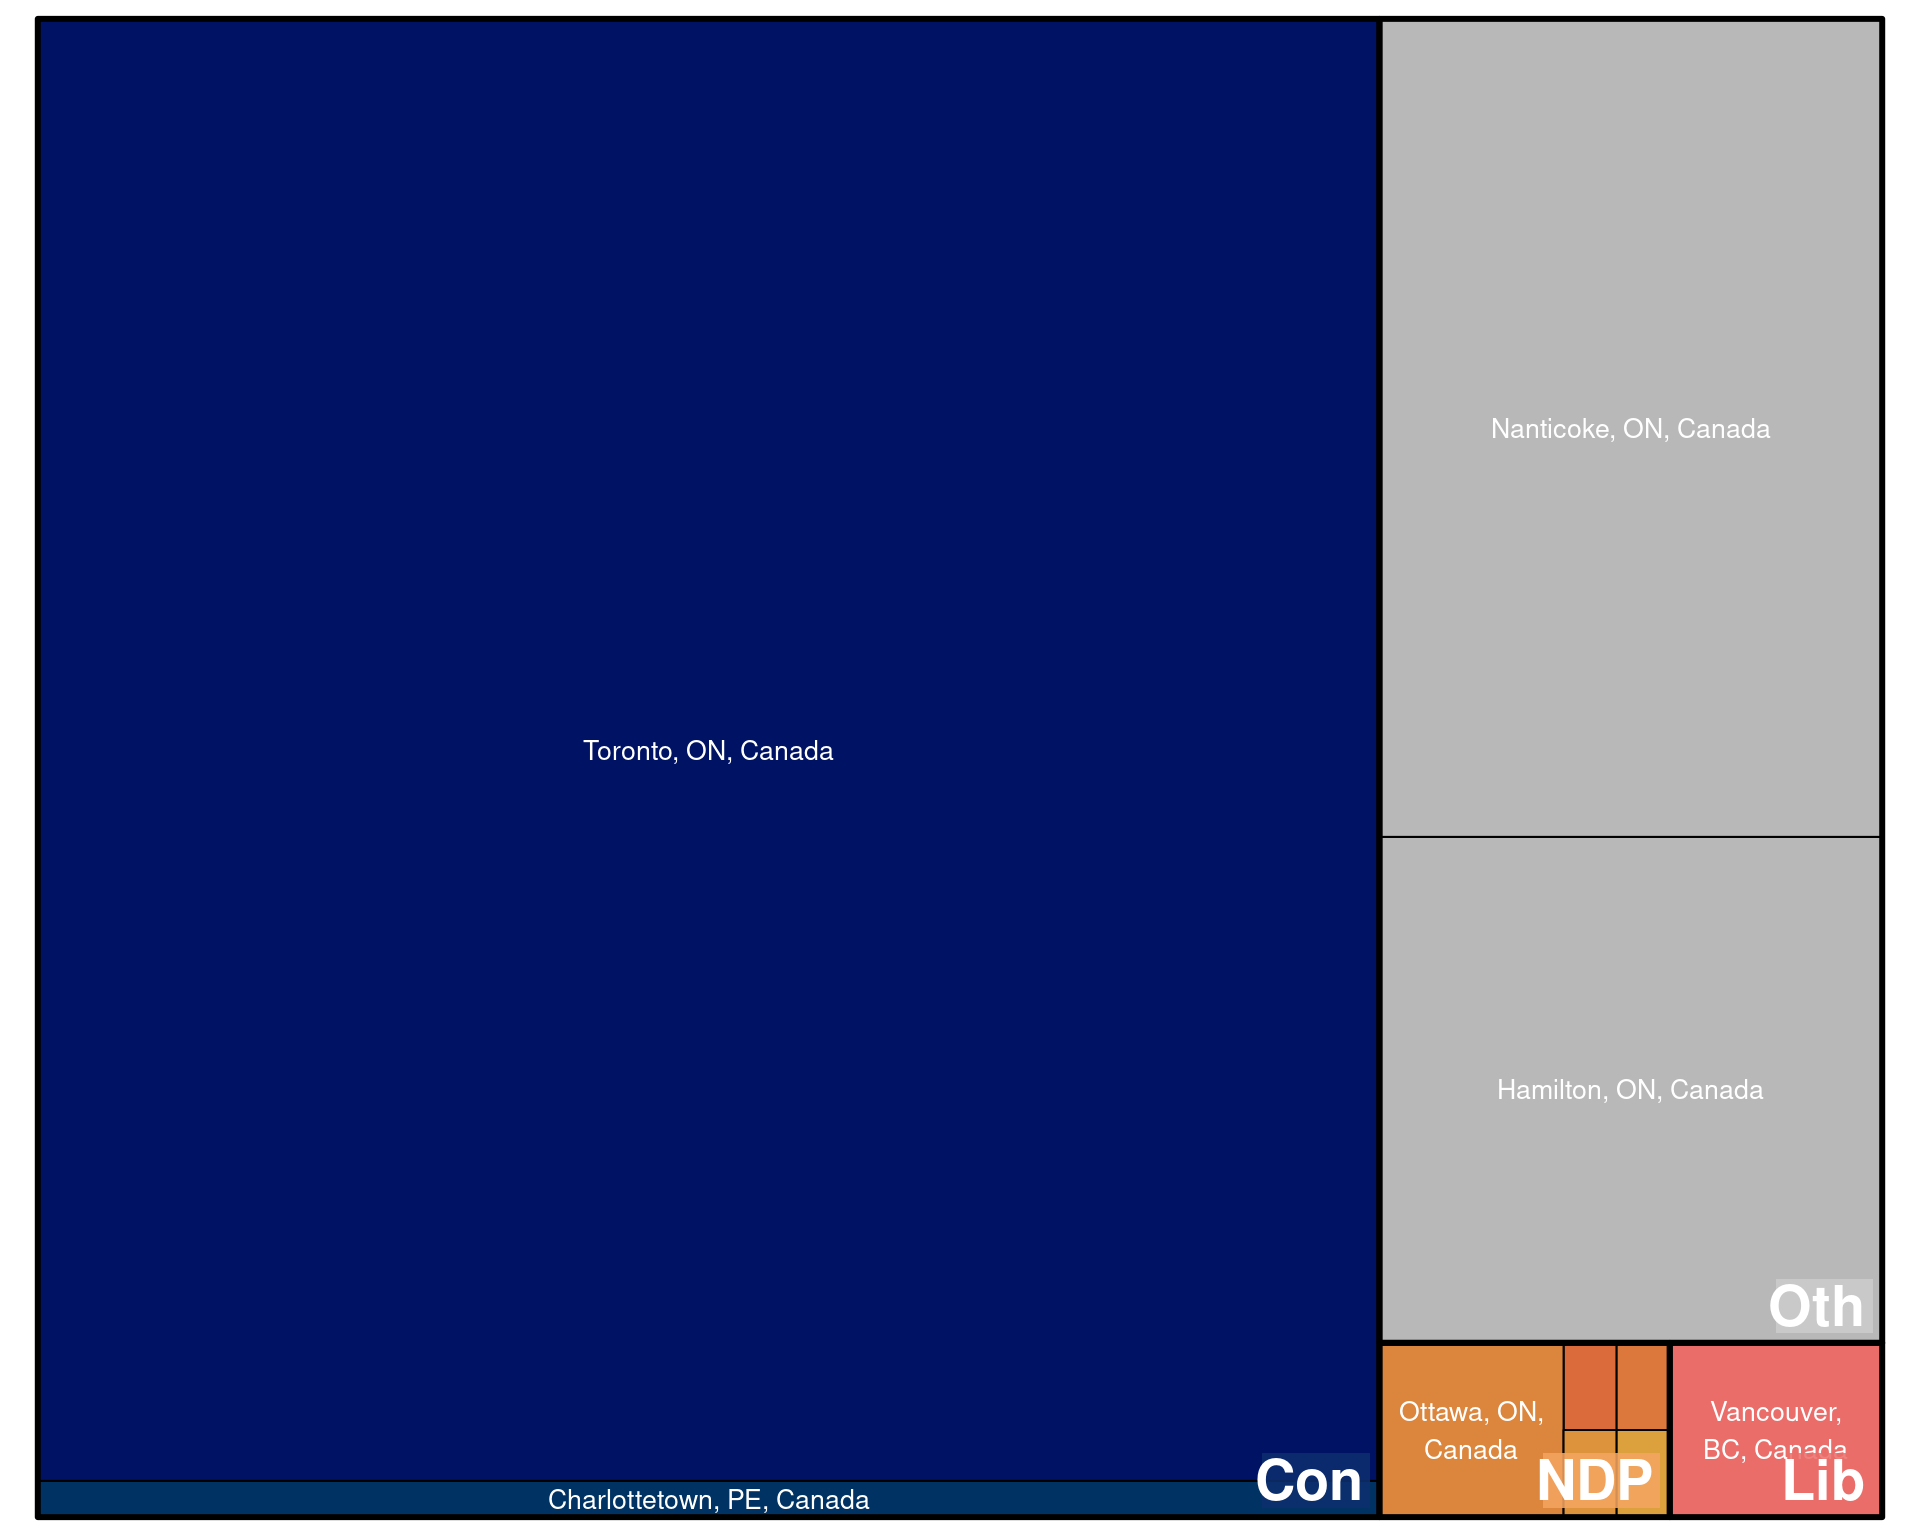 Toronto, ON, Canada
Charlottetown, PE, Canada
Con
Nanticoke, ON, Canada
Hamilton, ON, Canada
Oth
Ottawa, ON,
Canada
NDP
Vancouver,
BC, Canada
Lib